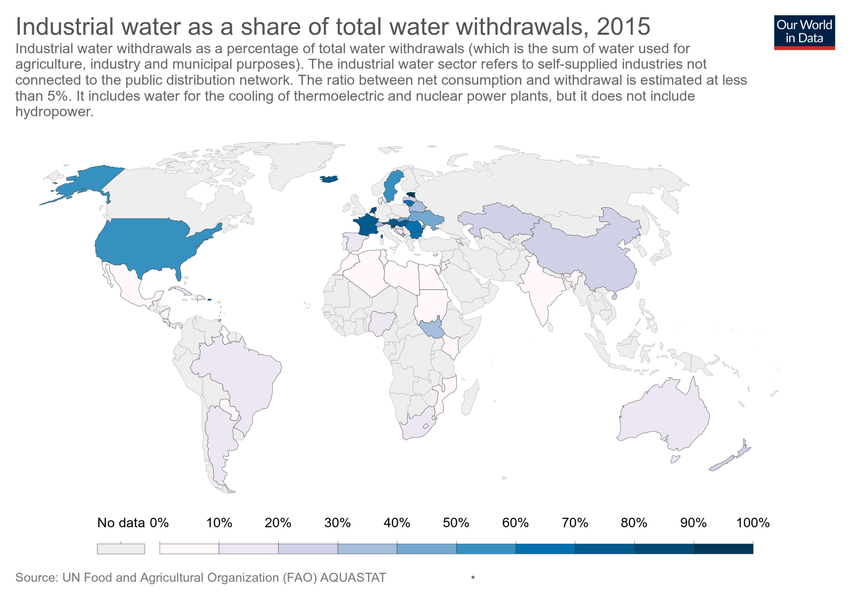 Industrial water as a share of total water withdrawals, 2015
Our World
in Data
Industrial water withdrawals as a percentage of total water withdrawals (which is the sum of water used for
agriculture, industry and municipal purposes). The industrial water sector refers to self-supplied industries not
connected to the public distribution network. The ratio between net consumption and withdrawal is estimated at less
than 5%. It includes water for the cooling of thermoelectric and nuclear power plants, but it does not include
hydropower.
No data 0% 10% 20% 30% 40% 50% 60% 70% 80% 90% 100%
Source: UN Food and Agricultural Organization (FAO) AQUASTAT •